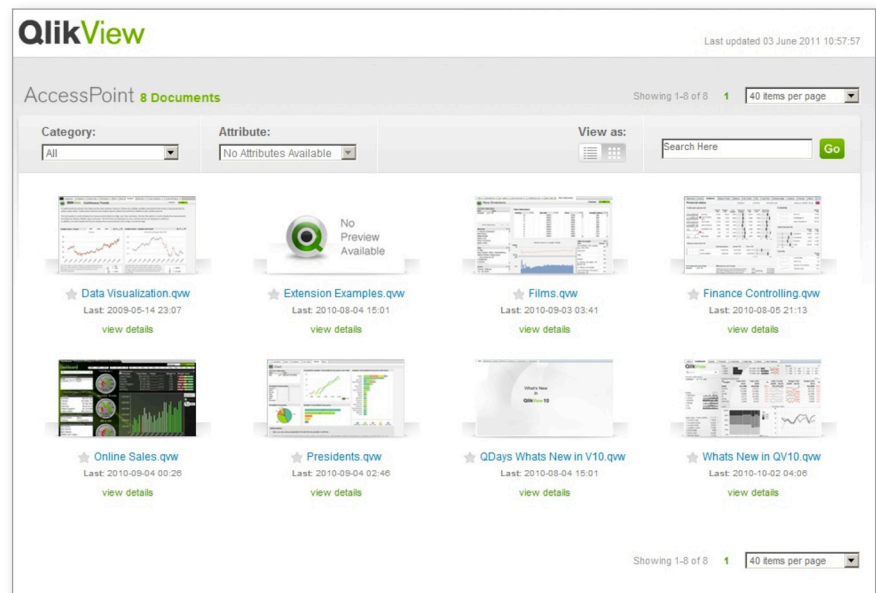 QlikView
Last updated 03 June 2011 10:57:57
AccessPoint 8 Documents
Showing 1-8 of 8 1 40 items per page
Category:
Attribute:
View as:
All
No Attributes Available
Search Here
Go
No
Preview
Available
Data Visualization.qvw
Last: 2009-05-14 23:07
view details
Extension Examples.qvw
Last: 2010-08-04 15:01
view details
Films.qvw
Last: 2010-09-03 03:41
view details
Finance Controlling.qvw
Last: 2010-08-05 21:13
view details
What's New
in
QlikView 10
Online Sales.qvw
Last: 2010-09-04 00:26
view details
Presidents.qvw
Last: 2010-09-04 02:46
view details
QDays Whats New in V10.qvw
Last: 2010-08-04 15:01
view details
Whats New in QV10.qvw
Last: 2010-10-02 04:06
view details
Showing 1-8 of 8 1 40 items per page